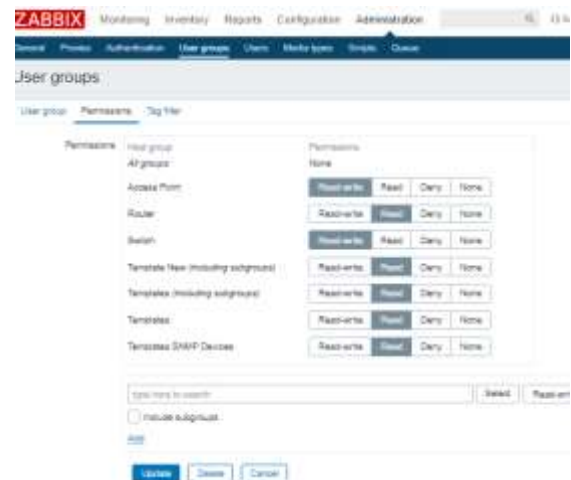 ZABBIX Monitoring Inventory Reports Configuration Administration
General Proxies Authentication User groups Users Media types Scripts Queue
User groups
User group Permissions Tag filter
Permissions Host group Permissions
All groups None
Access Point Read-write Read Deny None
Router Read-write Read Deny None
Switch Read-write Read Deny None
Template New (including subgroups) Read-write Read Deny None
Templates (including subgroups) Read-write Read Deny None
Templates Read-write Read Deny None
Templates SNMP Devices Read-write Read Deny None
type here to search Select
Include subgroups
Add
Update Delete Cancel